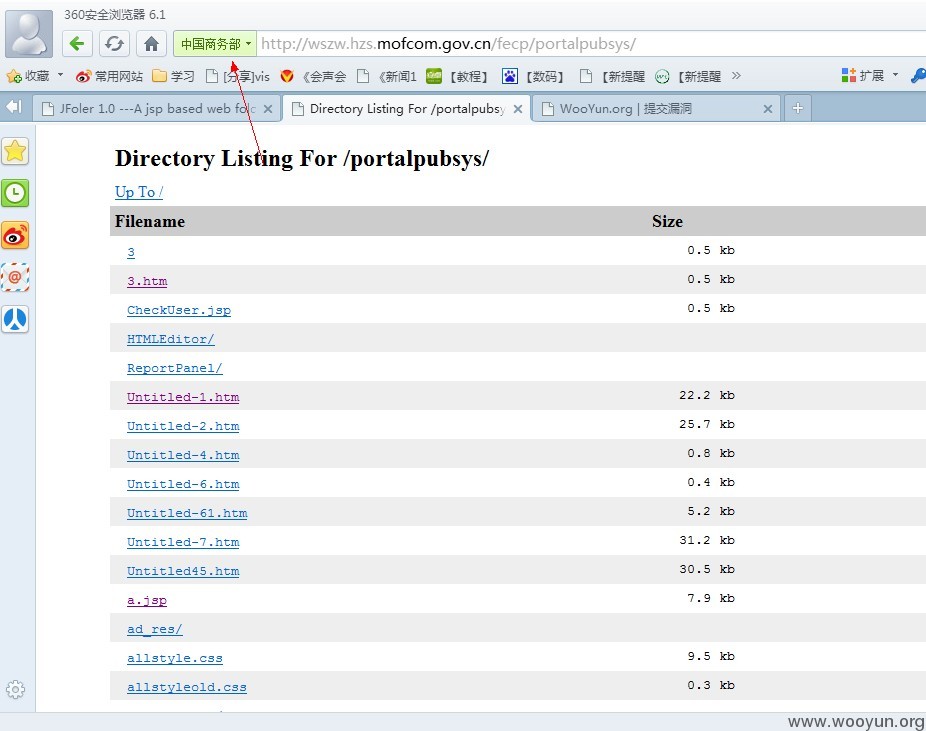 360安全浏览器 6.1
中国商务部 http://wszw.hzs.mofcom.gov.cn/fecp/portalpubsys/
收藏 常用网站 学习 [分享]vis 《会声会 《新闻1 【教程】 【数码】 【新提醒 【新提醒 » 扩展
JFoler 1.0 ---A jsp based web folc Directory Listing For /portalpubsy WooYun.org | 提交漏洞
Directory Listing For /portalpubsys/
Up To /
Filename Size
3 0.5 kb
3.htm 0.5 kb
CheckUser.jsp 0.5 kb
HTMLEditor/
ReportPanel/
Untitled-1.htm 22.2 kb
Untitled-2.htm 25.7 kb
Untitled-4.htm 0.8 kb
Untitled-6.htm 0.4 kb
Untitled-61.htm 5.2 kb
Untitled-7.htm 31.2 kb
Untitled45.htm 30.5 kb
a.jsp 7.9 kb
ad_res/
allstyle.css 9.5 kb
allstyleold.css 0.3 kb
www.wooyun.org